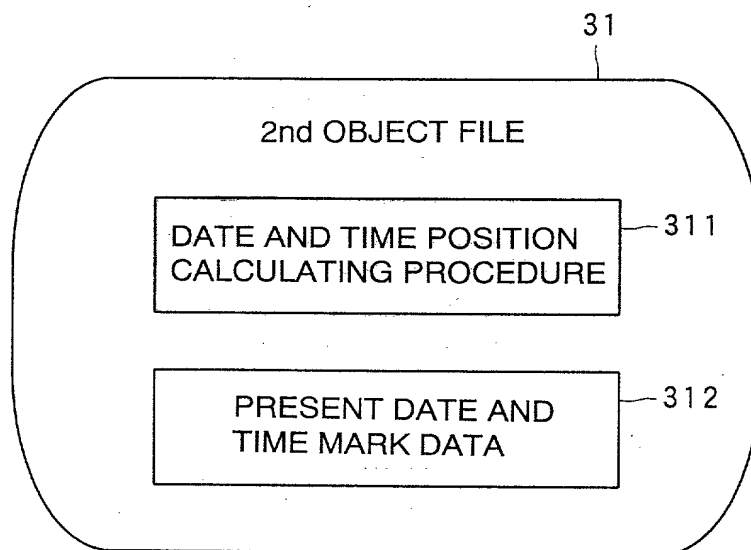 31
2nd OBJECT FILE
DATE AND TIME POSITION
CALCULATING PROCEDURE
311
PRESENT DATE AND
TIME MARK DATA
312